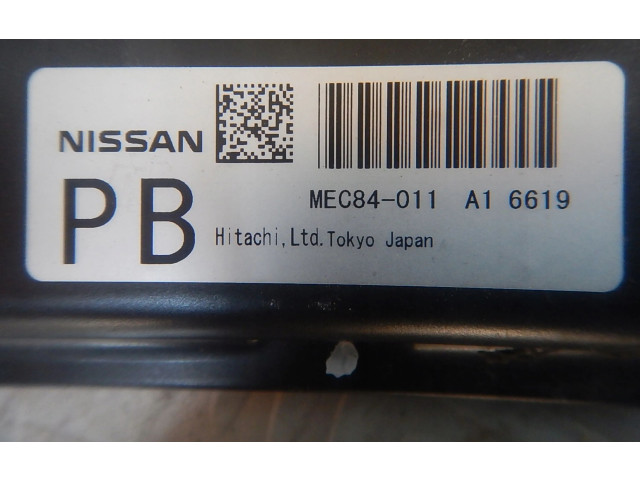 NISSAN
PB
MEC84-011 A1 6619
Hitachi,Ltd.Tokyo Japan